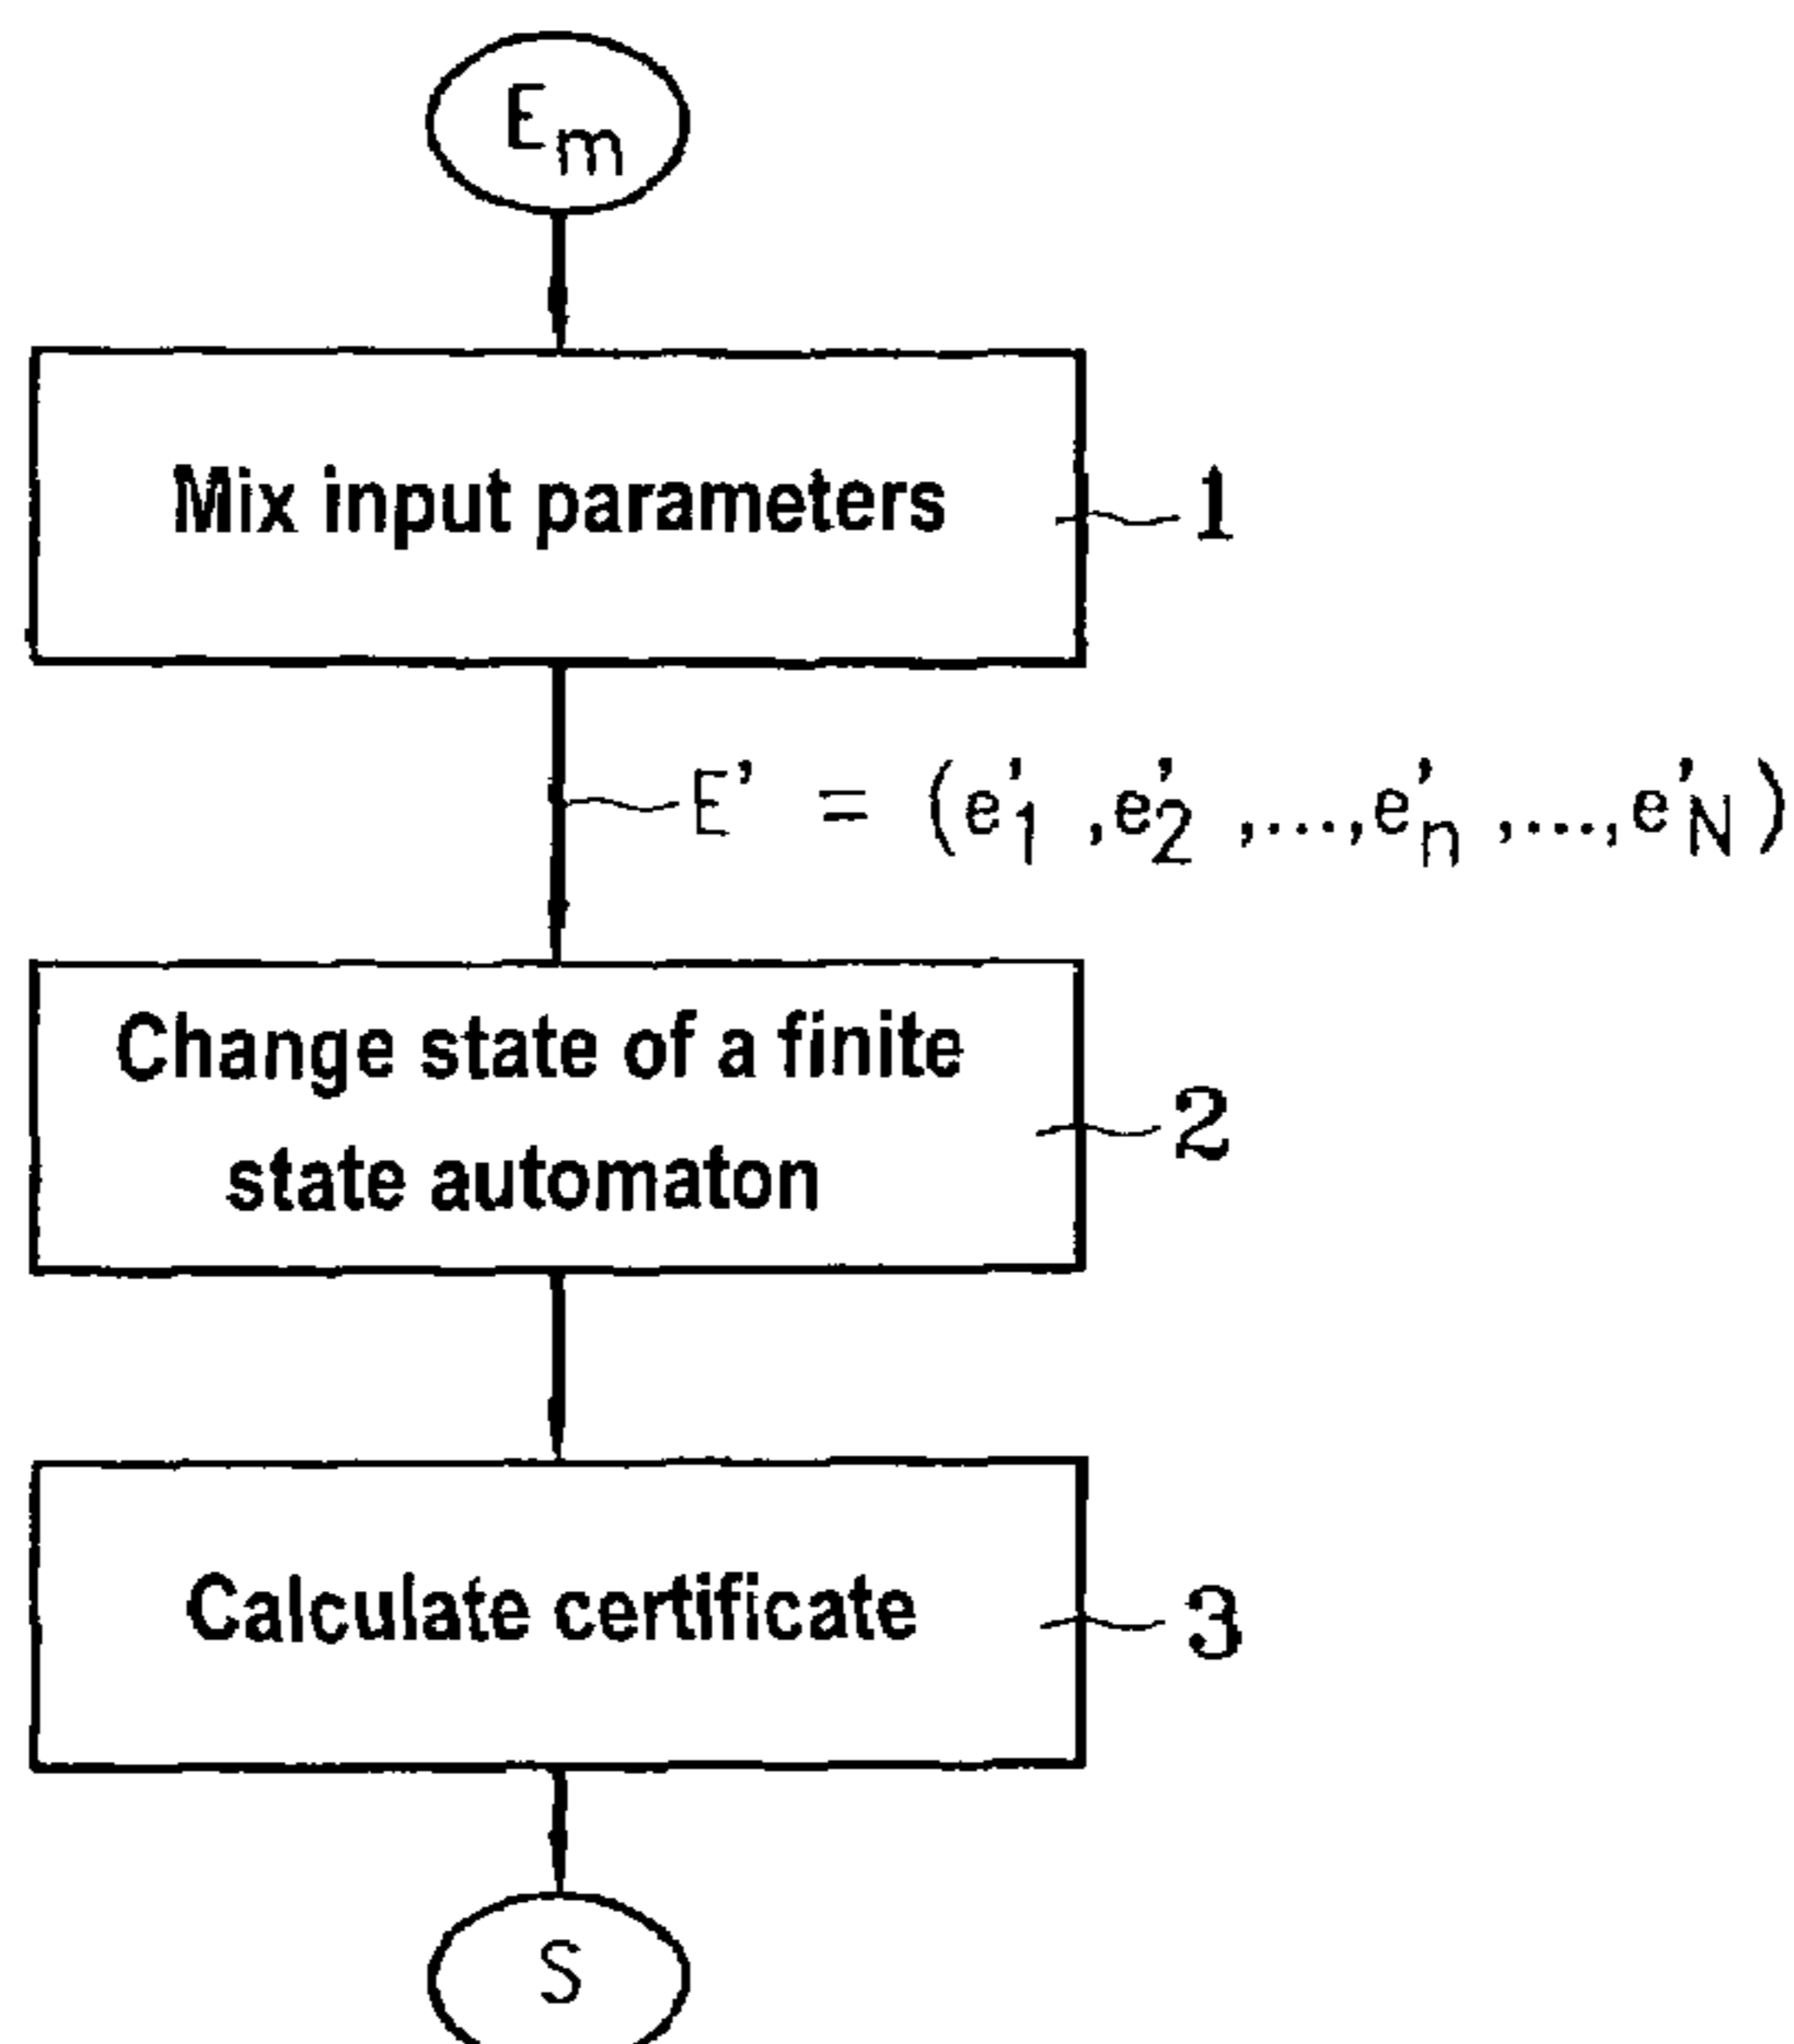 Em
Mix input parameters
1
E' = (e'1 ,e'2 ,...,e'n ,...,e'N)
Change state of a finite
state automaton
2
Calculate certificate
3
S